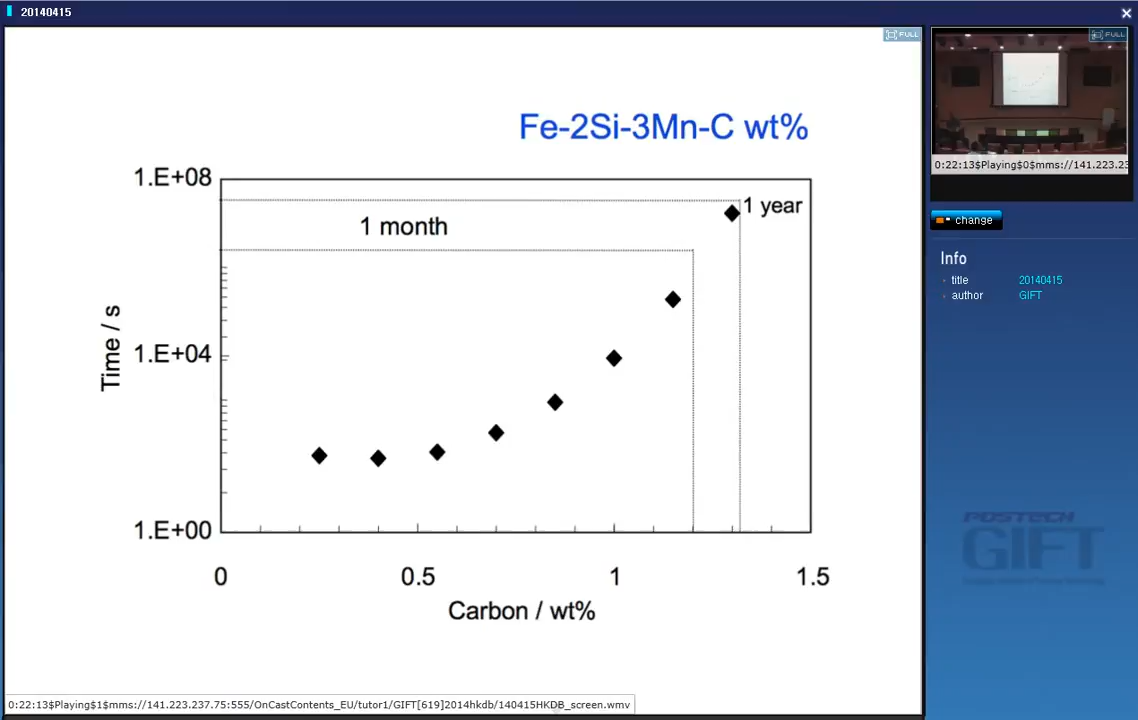 20140415
FULL
FULL
Fe-2Si-3Mn-C wt%
0:22:13$Playing$0$mms://141.223.23
1.E+08
1 year
1 month
change
Info
title 20140415
author GIFT
Time / s
1.E+04
1.E+00
POSTECH
GIFT
0 0.5 1 1.5
Carbon / wt%
0:22:13$Playing$1$mms://141.223.237.75:555/OnCastContents_EU/tutor1/GIFT[619]2014hkdb/140415HKDB_screen.wmv